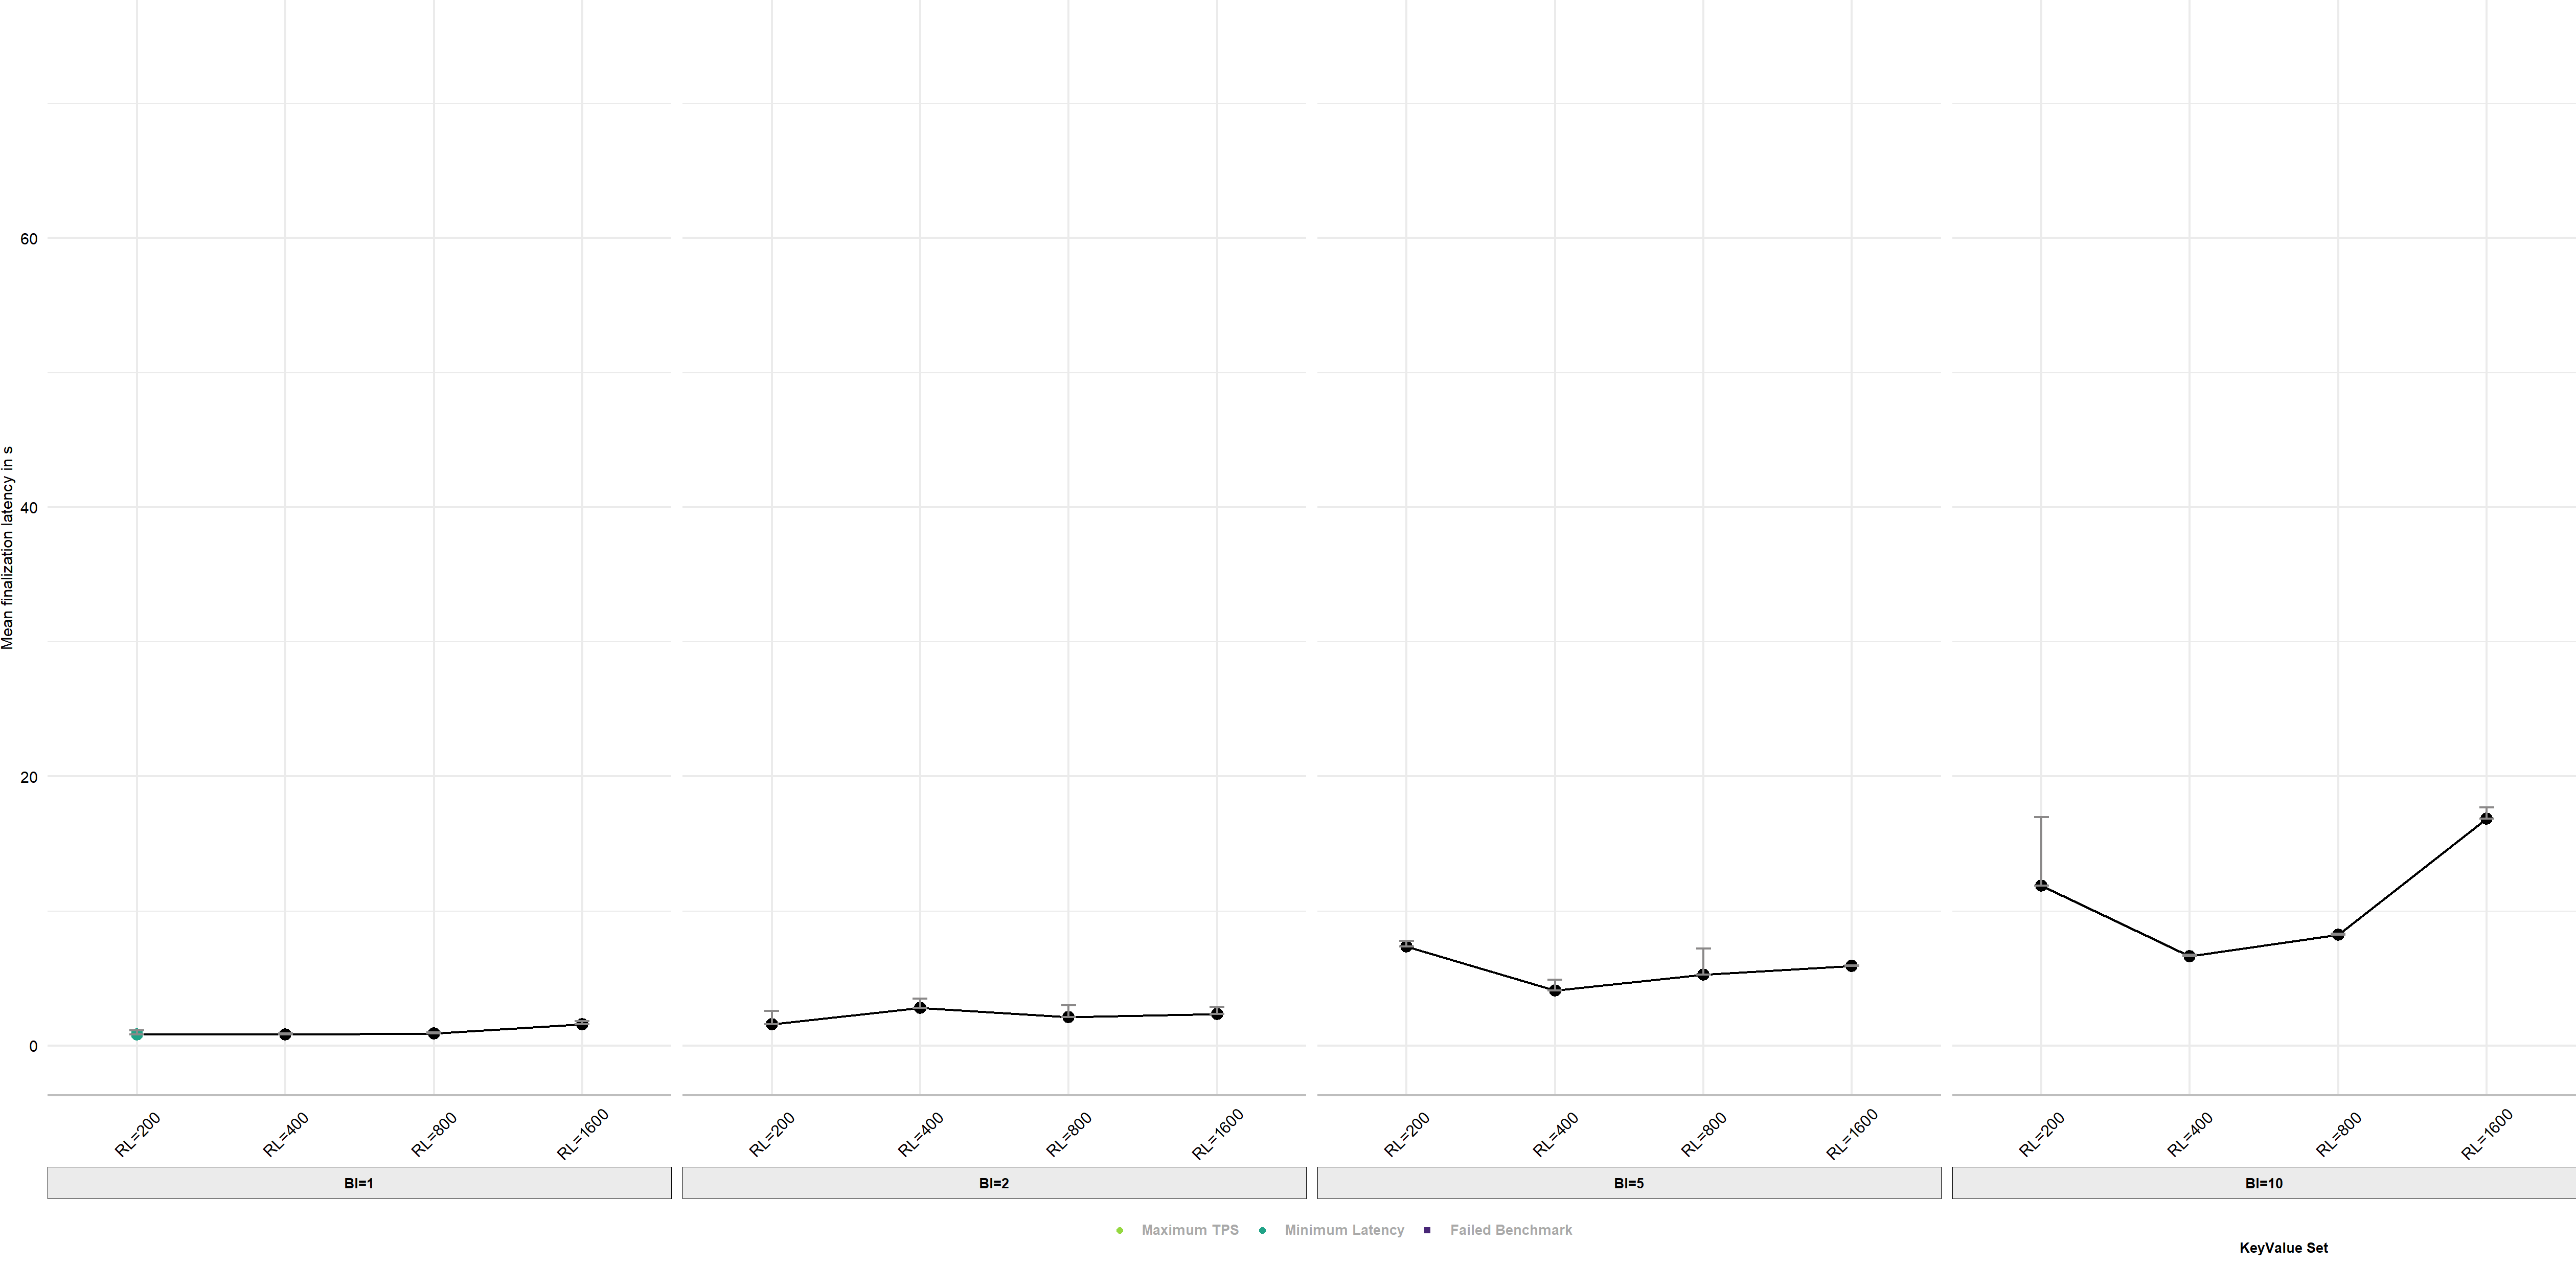 Mean finalization latency in s
60
40
20
0
RL=200 RL=400 RL=800 RL=1600 RL=200 RL=400 RL=800 RL=1600 RL=200 RL=400 RL=800 RL=1600 RL=200 RL=400 RL=800 RL=1600
BI=1 BI=2 BI=5 BI=10
Maximum TPS Minimum Latency Failed Benchmark
KeyValue Set